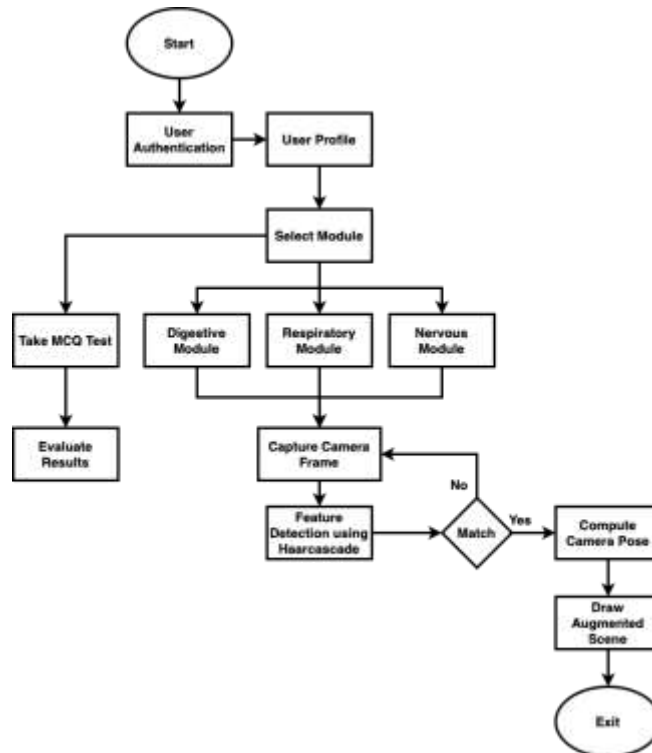 Start
User
Authentication
User Profile
Select Module
Take MCQ Test
Digestive
Module
Respiratory
Module
Nervous
Module
Evaluate
Results
Capture Camera
Frame
No
Feature
Detection using
Haarcascade
Match
Yes
Compute
Camera Pose
Draw
Augmented
Scene
Exit